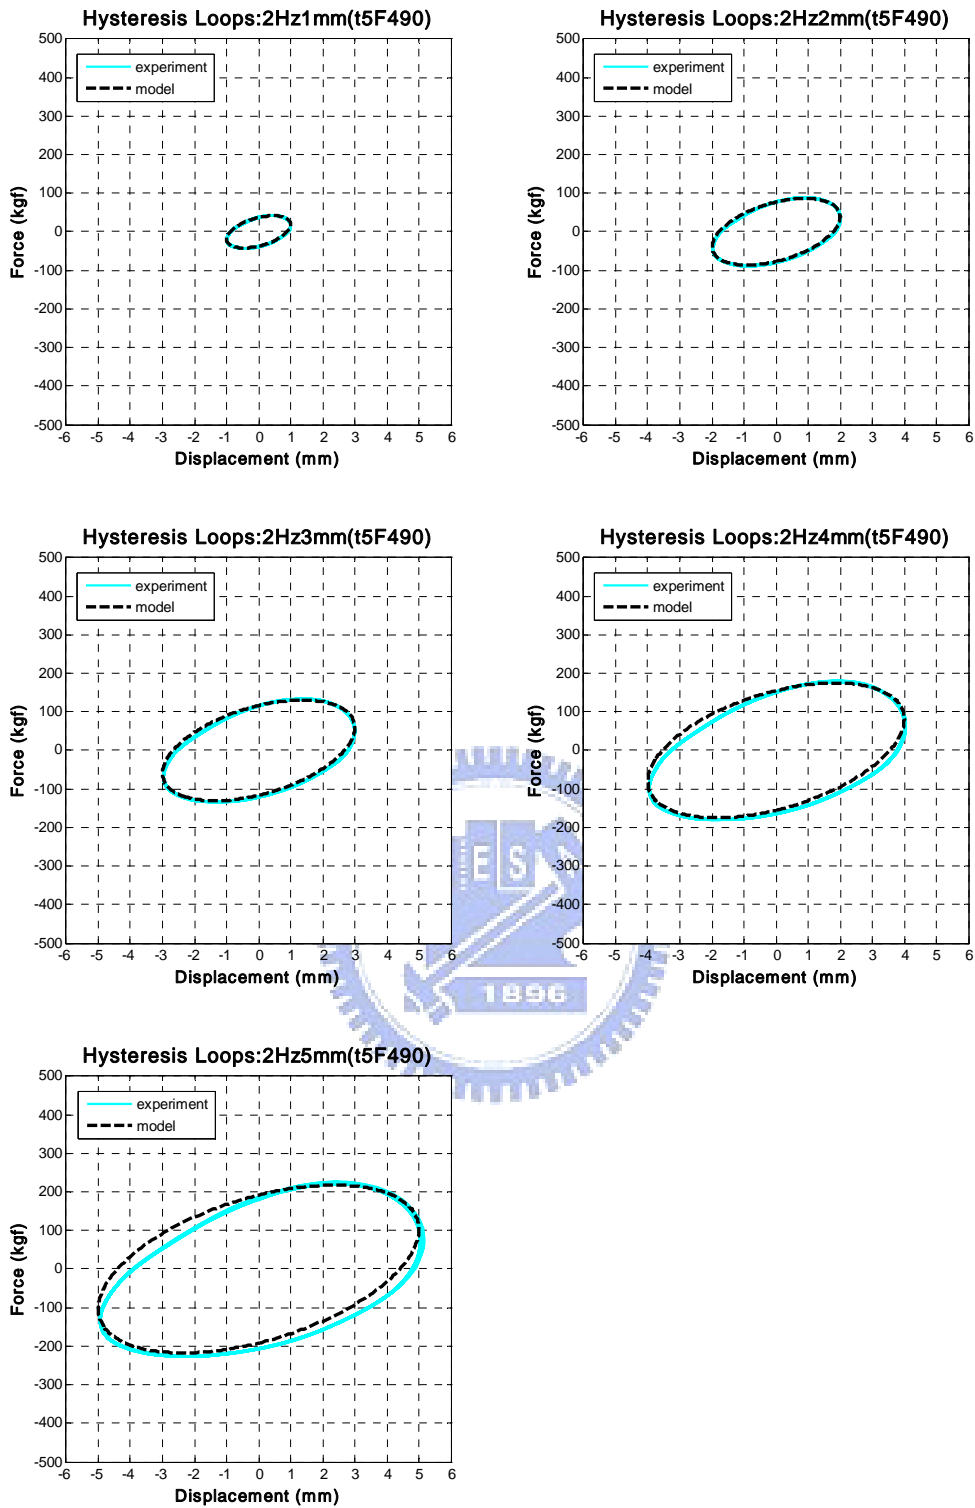 Hysteresis Loops:2Hz1mm(t5F490)
500
400
300
200
100
0
-100
-200
-300
-400
-500
Force (kgf)
experiment
model
-6 -5 -4 -3 -2 -1 0 1 2 3 4 5 6
Displacement (mm)
Hysteresis Loops:2Hz2mm(t5F490)
500
400
300
200
100
0
-100
-200
-300
-400
-500
Force (kgf)
experiment
model
-6 -5 -4 -3 -2 -1 0 1 2 3 4 5 6
Displacement (mm)
Hysteresis Loops:2Hz3mm(t5F490)
500
400
300
200
100
0
-100
-200
-300
-400
-500
Force (kgf)
experiment
model
-6 -5 -4 -3 -2 -1 0 1 2 3 4 5 6
Displacement (mm)
Hysteresis Loops:2Hz4mm(t5F490)
500
400
300
200
100
0
-100
-200
-300
-400
-500
Force (kgf)
experiment
model
-6 -5 -4 -3 -2 -1 0 1 2 3 4 5 6
Displacement (mm)
ES
1896
Hysteresis Loops:2Hz5mm(t5F490)
500
400
300
200
100
0
-100
-200
-300
-400
-500
Force (kgf)
experiment
model
-6 -5 -4 -3 -2 -1 0 1 2 3 4 5 6
Displacement (mm)